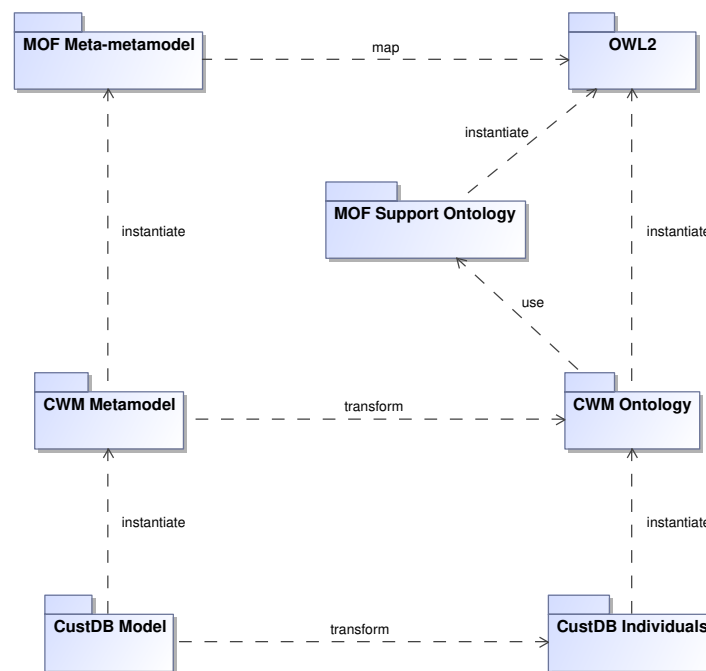 MOF Meta-metamodel
map
OWL2
instantiate
MOF Support Ontology
instantiate
instantiate
use
CWM Metamodel
transform
CWM Ontology
instantiate
instantiate
CustDB Model
transform
CustDB Individuals